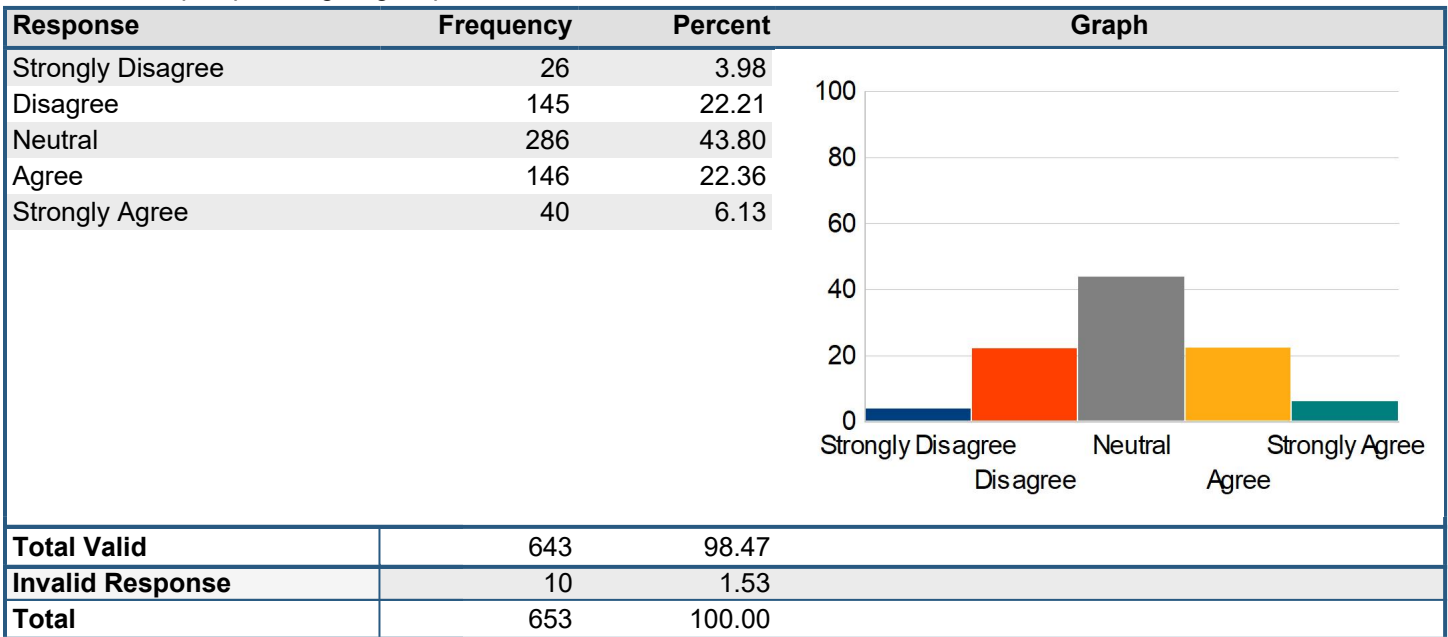 Response Frequency Percent Graph
Strongly Disagree 26 3.98
Disagree 145 22.21
Neutral 286 43.80
Agree 146 22.36
Strongly Agree 40 6.13
100
80
60
40
20
0
Strongly Disagree Neutral Strongly Agree
Disagree Agree
Total Valid 643 98.47
Invalid Response 10 1.53
Total 653 100.00